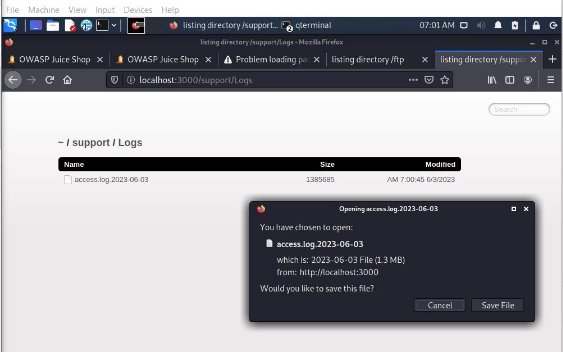 File Machine View Input Devices Help
listing directory /support... qterminal 07:01 AM
listing directory /support/Logs - Mozilla Firefox
OWASP Juice Shop OWASP Juice Shop Problem loading pa listing directory /ftp listing directory /suppor
localhost:3000/support/Logs
Search
~ / support / Logs
Name Size Modified
access.log.2023-06-03 1385685 AM 7:00:45 6/3/2023
Opening access.log.2023-06-03
You have chosen to open:
access.log.2023-06-03
which is: 2023-06-03 File (1.3 MB)
from: http://localhost:3000
Would you like to save this file?
Cancel Save File